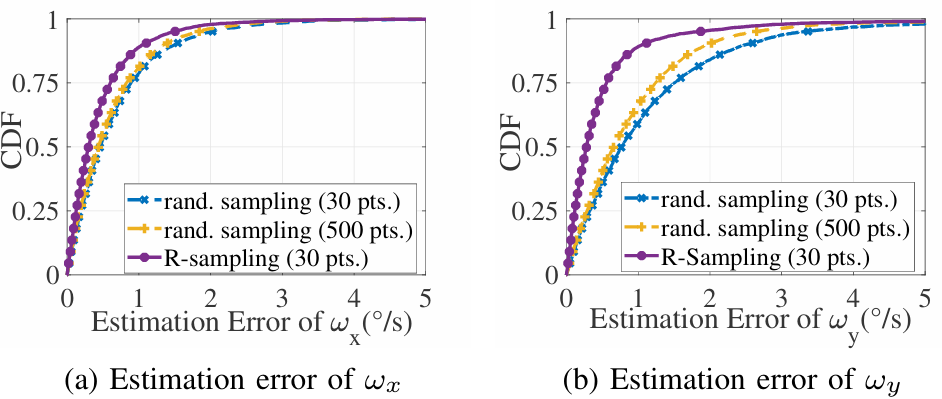 1
0.75
0.5
0.25
0
CDF
rand. sampling (30 pts.)
rand. sampling (500 pts.)
R-sampling (30 pts.)
0 1 2 3 4 5
Estimation Error of ωx(°/s)
(a) Estimation error of ωx
1
0.75
0.5
0.25
0
CDF
rand. sampling (30 pts.)
rand. sampling (500 pts.)
R-Sampling (30 pts.)
0 1 2 3 4 5
Estimation Error of ωy(°/s)
(b) Estimation error of ωy